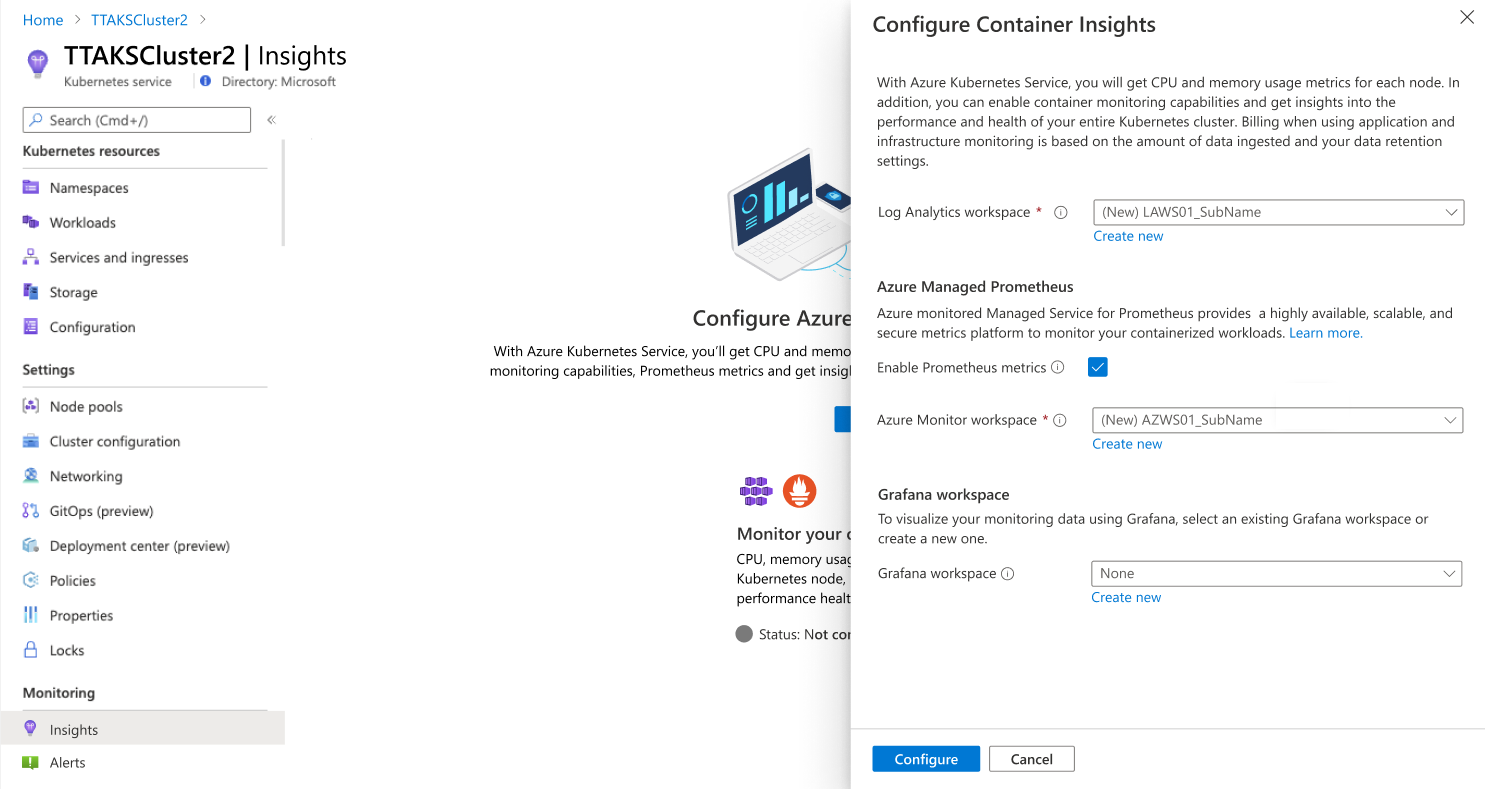 Home > TTAKSCluster2 >
TTAKSCluster2 | Insights
Kubernetes service
Directory: Microsoft
Search (Cmd+/)
«
Kubernetes resources
Namespaces
Workloads
Services and ingresses
Storage
Configuration
Settings
Node pools
Cluster configuration
Networking
GitOps (preview)
Deployment center (preview)
Policies
Properties
Locks
Monitoring
Insights
Alerts
Configure Azure
With Azure Kubernetes Service, you’ll get CPU and memo
monitoring capabilities, Prometheus metrics and get insigh
Monitor your
CPU, memory usag
Kubernetes node,
performance healt
Status: Not con
Configure Container Insights
With Azure Kubernetes Service, you will get CPU and memory usage metrics for each node. In
addition, you can enable container monitoring capabilities and get insights into the
performance and health of your entire Kubernetes cluster. Billing when using application and
infrastructure monitoring is based on the amount of data ingested and your data retention
settings.
Log Analytics workspace *
(New) LAWS01_SubName
Create new
Azure Managed Prometheus
Azure monitored Managed Service for Prometheus provides a highly available, scalable, and
secure metrics platform to monitor your containerized workloads. Learn more.
Enable Prometheus metrics
Azure Monitor workspace *
(New) AZWS01_SubName
Create new
Grafana workspace
To visualize your monitoring data using Grafana, select an existing Grafana workspace or
create a new one.
Grafana workspace
None
Create new
Configure
Cancel